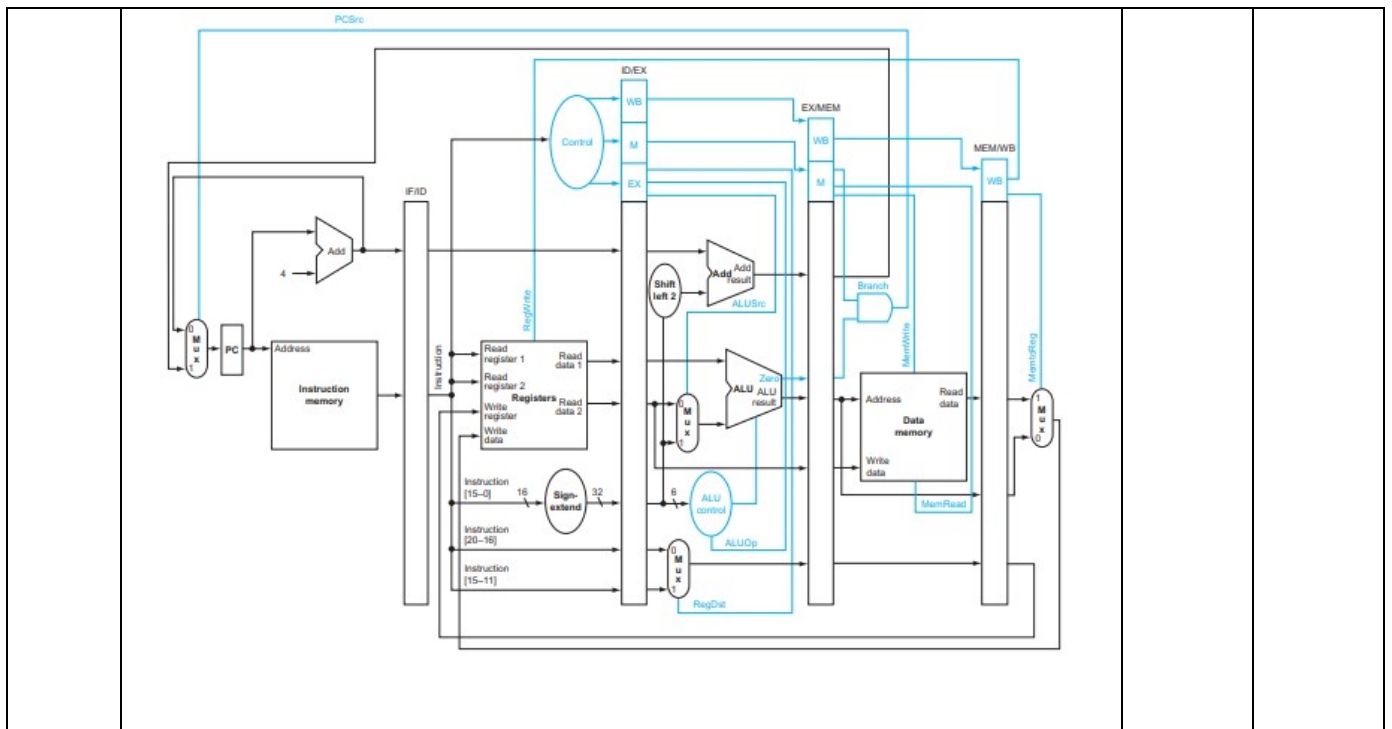 PCSrc
ID/EX
WB
EX/MEM
Control
M
WB
MEM/WB
EX
M
WB
IF/ID
Add
4
Shift
left 2
Add
Add
result
ALUSrc
Branch
RegWrite
MemWrite
MemtoReg
0
M
u
x
1
PC
Address
Instruction
memory
Instruction
Read
register 1
Read
register 2
Write
register
Write
data
Registers
Read
data 1
Read
data 2
0
M
u
x
1
Zero
ALU
ALU
result
Address
Read
data
Data
memory
Write
data
1
M
u
x
0
Instruction
[15–0]
16
Sign-
extend
32
6
ALU
control
MemRead
Instruction
[20–16]
ALUOp
0
M
u
x
1
Instruction
[15–11]
RegDst